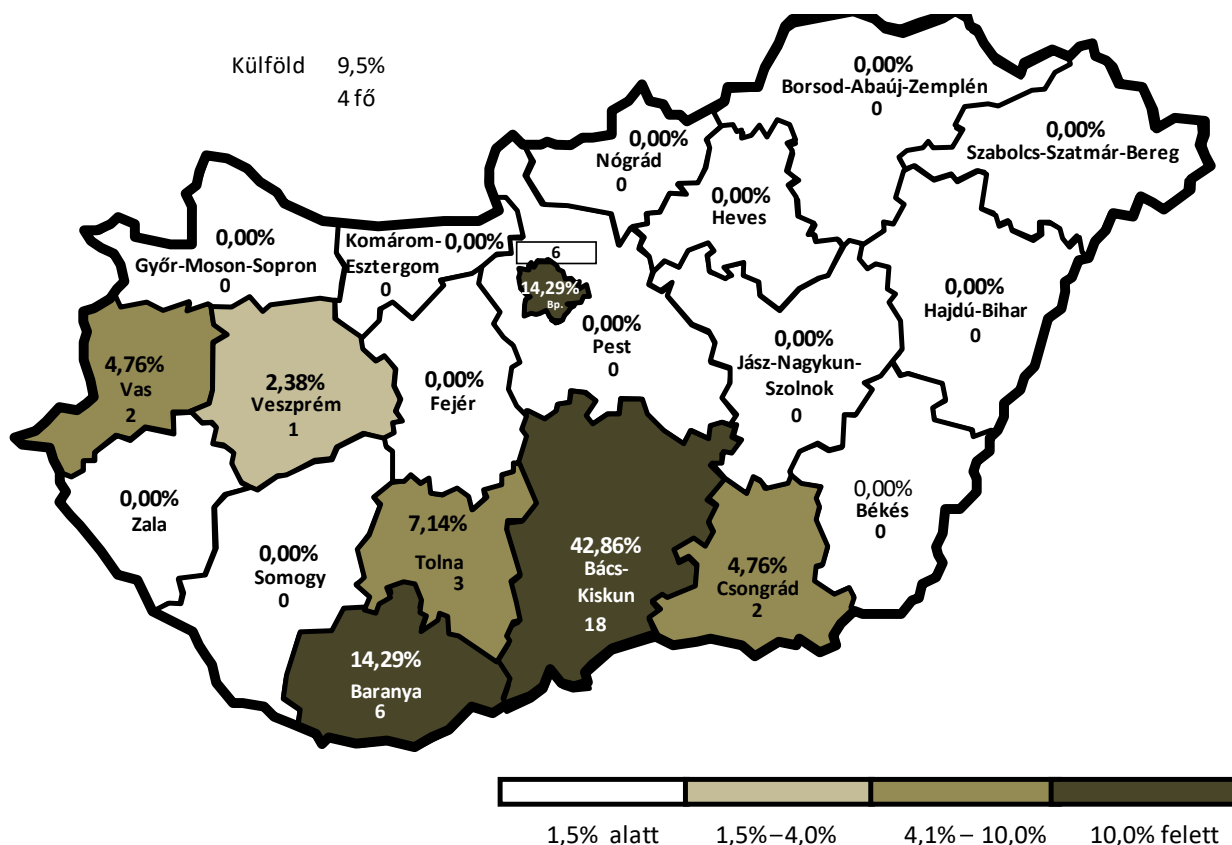 Külföld 9,5%
4 fő
0,00%
Borsod-Abaúj-Zemplén
0
0,00%
Szabolcs-Szatmár-Bereg
0
0,00%
Nógrád
0
0,00%
Heves
0,00%
Győr-Moson-Sopron
0
Komárom-
0,00%
Esztergom
0
6
14,29%
Bp.
0,00%
Pest
0
0,00%
Hajdú-Bihar
0
0,00%
Jász-Nagykun-
Szolnok
0
4,76%
Vas
2
2,38%
Veszprém
1
0,00%
Fejér
0,00%
Zala
0,00%
Somogy
0
7,14%
Tolna
3
42,86%
Bács-
Kiskun
18
4,76%
Csongrád
2
0,00%
Békés
0
14,29%
Baranya
6
1,5% alatt
1,5%–4,0%
4,1% – 10,0%
10,0% felett